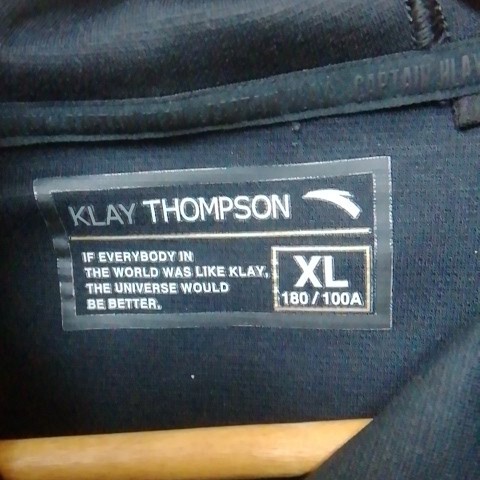 CAPTAIN KLAY
KLAY THOMPSON
IF EVERYBODY IN
THE WORLD WAS LIKE KLAY,
THE UNIVERSE WOULD
BE BETTER.
XL
180 / 100A